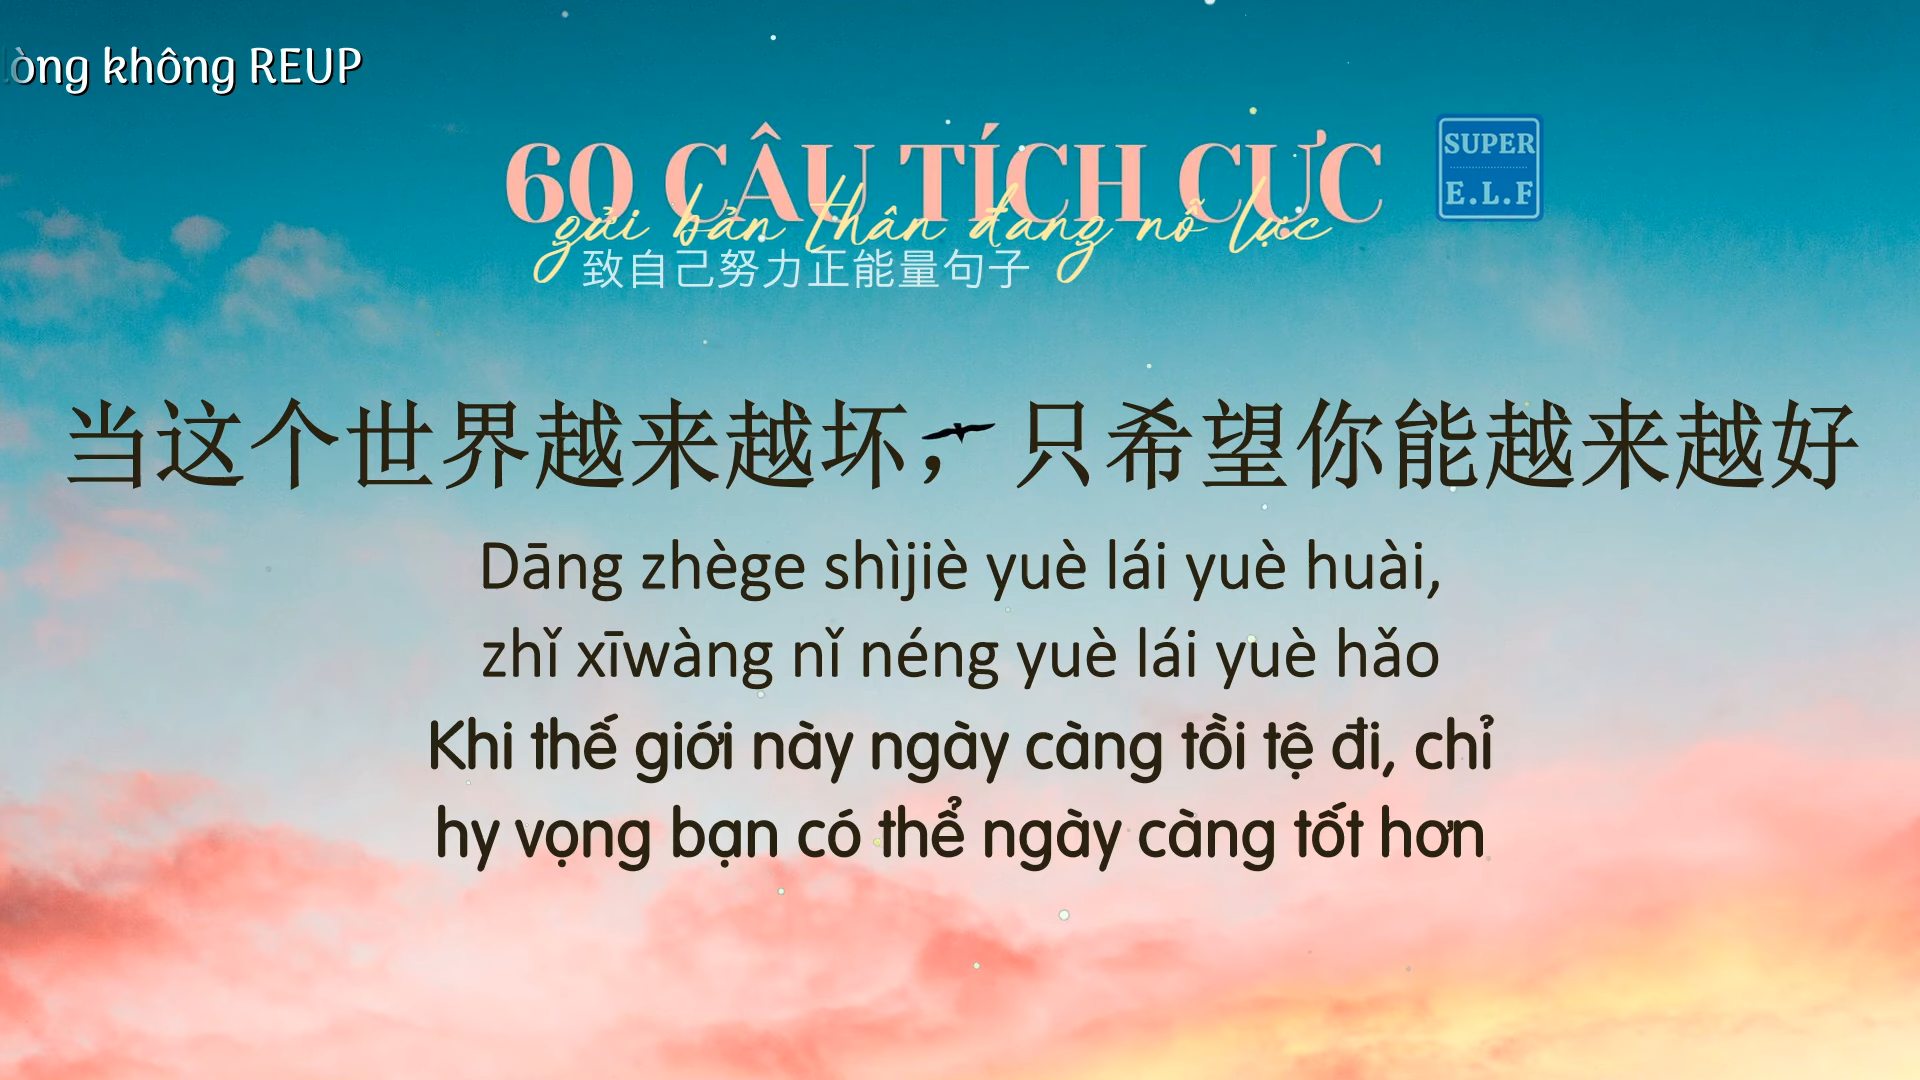 òng không REUP
60 CÂU TÍCH CỰC
gửi bản thân đang nỗ lực
致自己努力正能量句子
SUPER
E.L.F
当这个世界越来越坏，只希望你能越来越好
Dāng zhège shìjiè yuè lái yuè huài,
zhǐ xīwàng nǐ néng yuè lái yuè hǎo
Khi thế giới này ngày càng tồi tệ đi, chỉ
hy vọng bạn có thể ngày càng tốt hơn